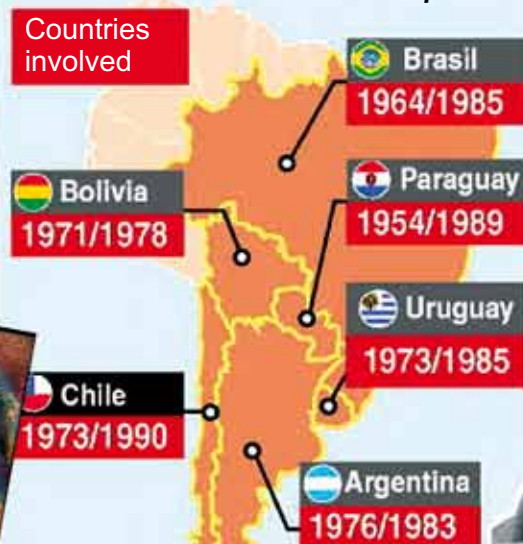 Countries
involved
Brasil
1964/1985
Bolivia
1971/1978
Paraguay
1954/1989
Uruguay
1973/1985
Chile
1973/1990
Argentina
1976/1983